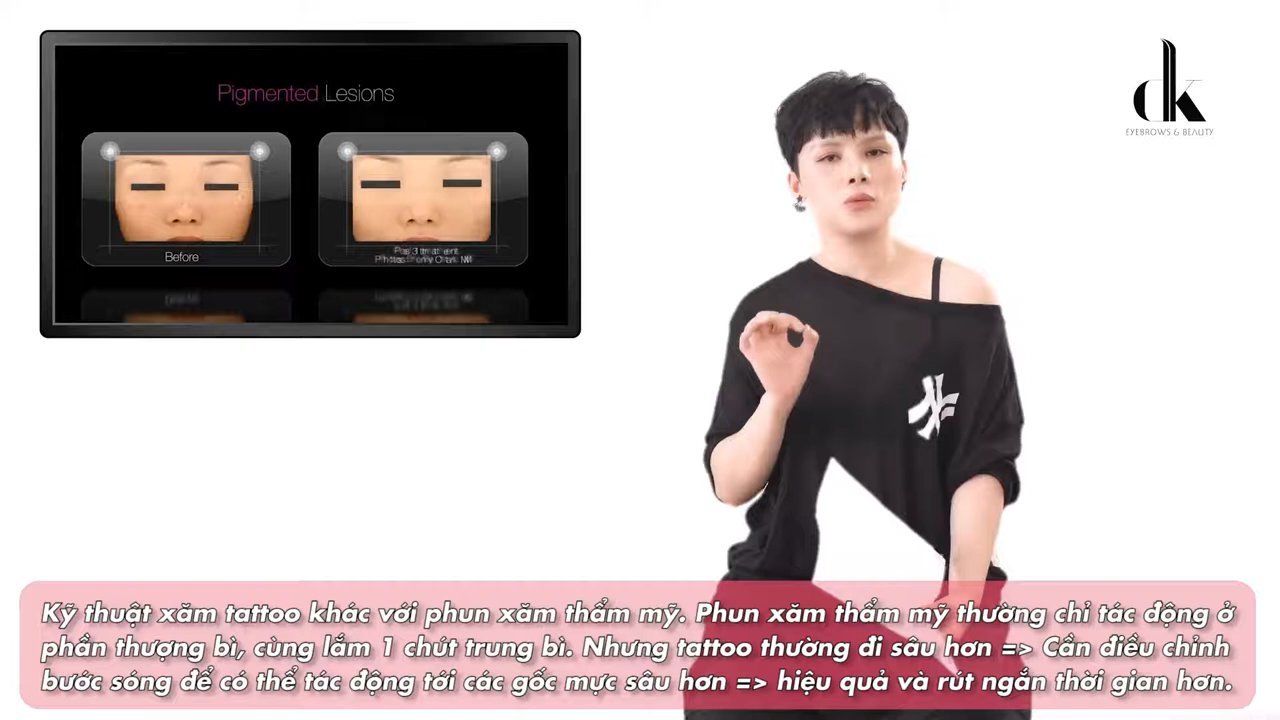 Pigmented Lesions
Before
dk
EYEBROWS & BEAUTY
Kỹ thuật xăm tattoo khác với phun xăm thẩm mỹ. Phun xăm thẩm mỹ thường chỉ tác động ở
phần thượng bì, cùng lắm 1 chút trung bì. Nhưng tattoo thường đi sâu hơn => Cần điều chỉnh
bước sóng để có thể tác động tới các gốc mực sâu hơn => hiệu quả và rút ngắn thời gian hơn.